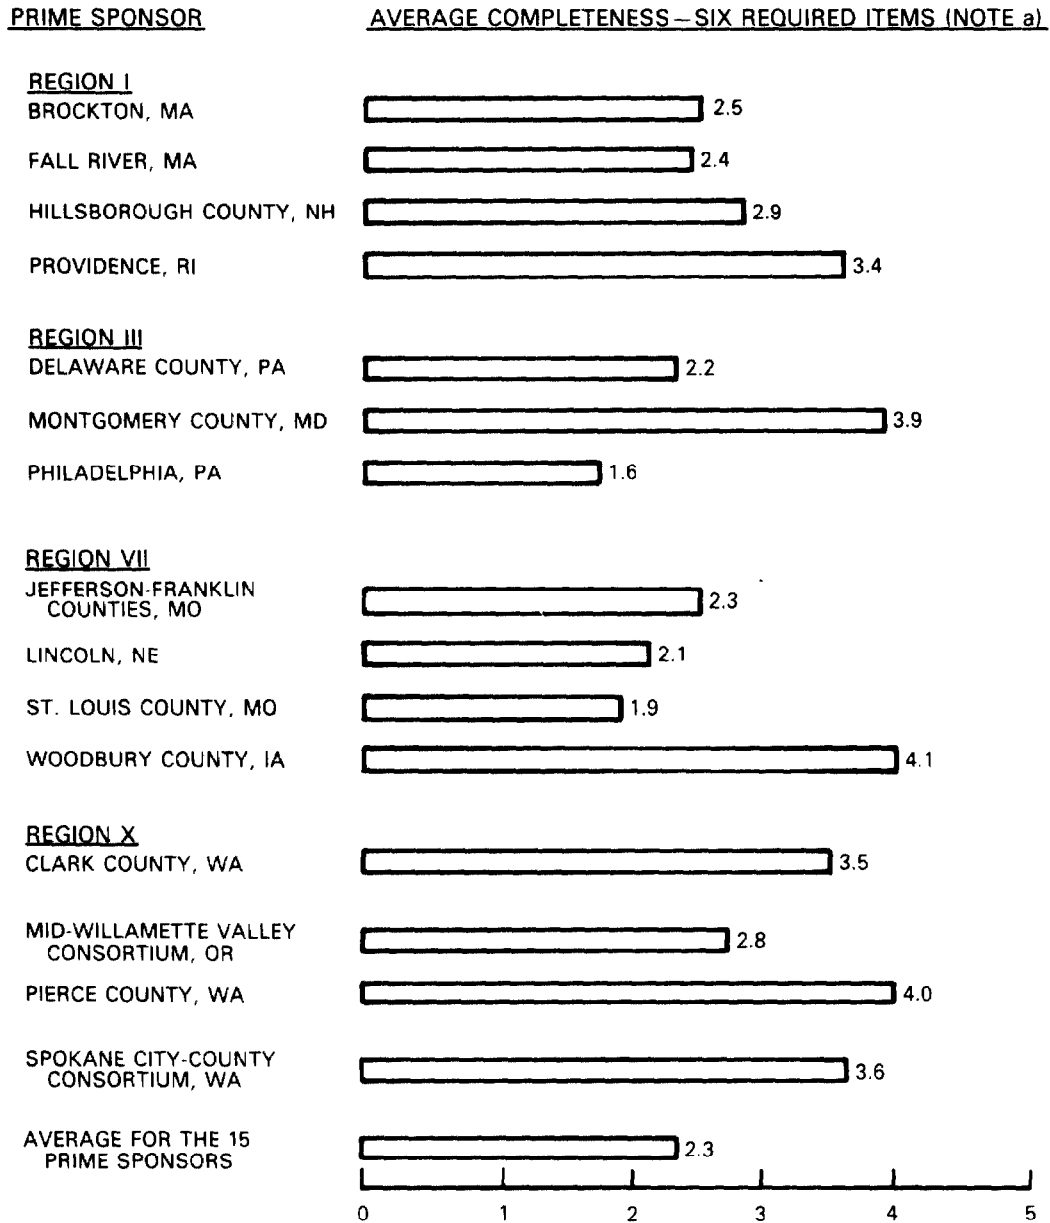 PRIME SPONSOR AVERAGE COMPLETENESS—SIX REQUIRED ITEMS (NOTE a)
REGION I
BROCKTON, MA 2.5
FALL RIVER, MA 2.4
HILLSBOROUGH COUNTY, NH 2.9
PROVIDENCE, RI 3.4
REGION III
DELAWARE COUNTY, PA 2.2
MONTGOMERY COUNTY, MD 3.9
PHILADELPHIA, PA 1.6
REGION VII
JEFFERSON-FRANKLIN
COUNTIES, MO 2.3
LINCOLN, NE 2.1
ST. LOUIS COUNTY, MO 1.9
WOODBURY COUNTY, IA 4.1
REGION X
CLARK COUNTY, WA 3.5
MID-WILLAMETTE VALLEY
CONSORTIUM, OR 2.8
PIERCE COUNTY, WA 4.0
SPOKANE CITY-COUNTY
CONSORTIUM, WA 3.6
AVERAGE FOR THE 15
PRIME SPONSORS 2.3
0 1 2 3 4 5